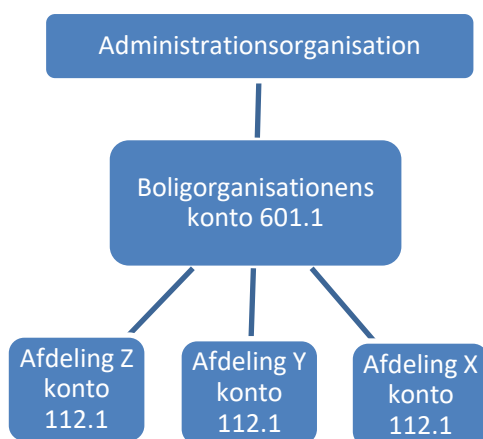 Administrationsorganisation
Boligorganisationens
konto 601.1
Afdeling Z
konto
112.1
Afdeling Y
konto
112.1
Afdeling X
konto
112.1